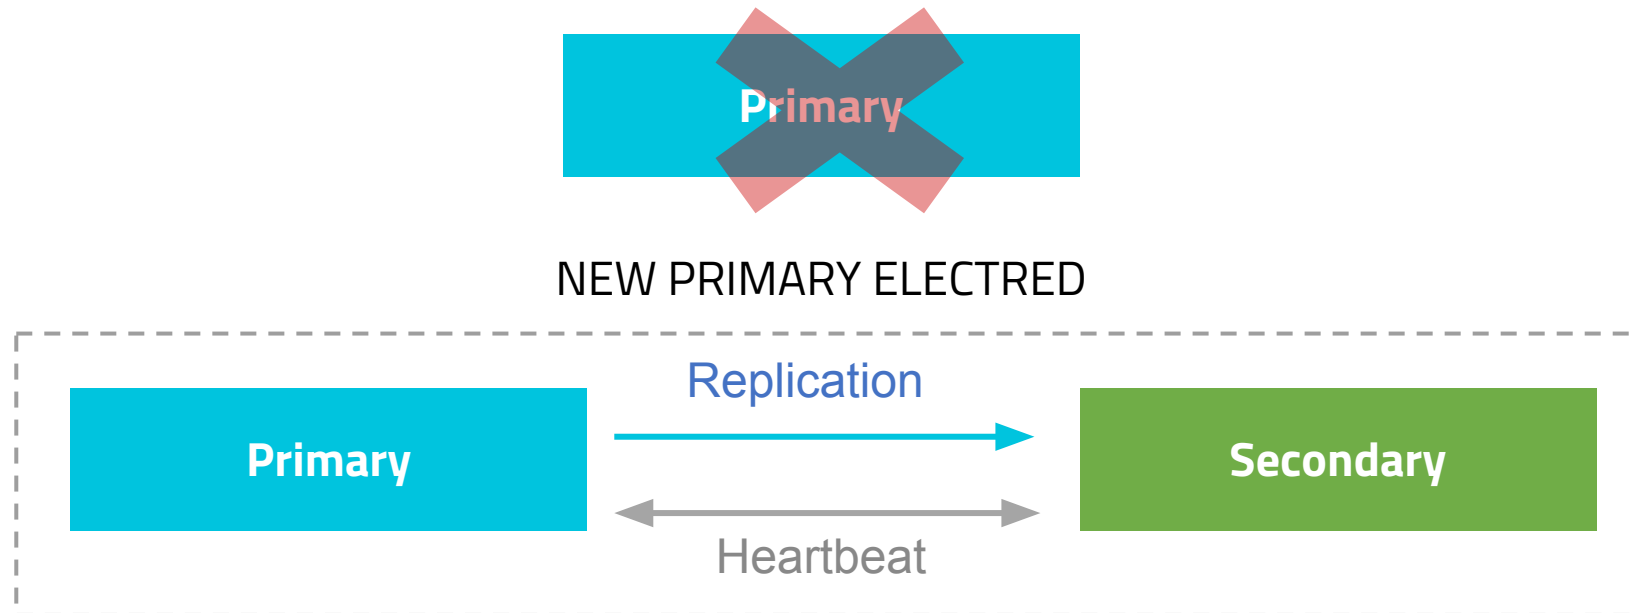 Primary
NEW PRIMARY ELECTRED
Replication
Primary
Secondary
Heartbeat